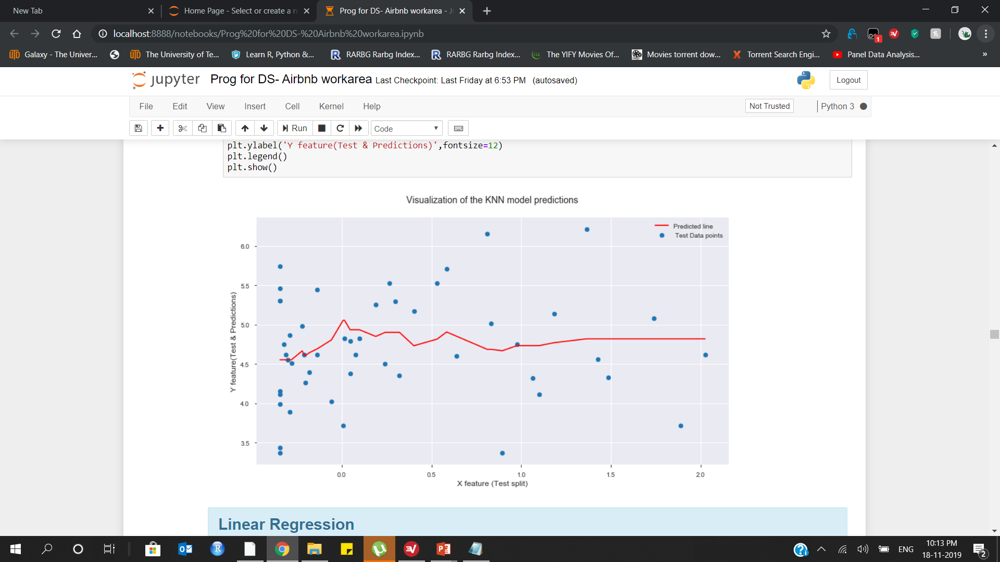 New Tab
Home Page - Select or create a n
Prog for DS- Airbnb workarea - J
localhost:8888/notebooks/Prog%20for%20DS-%20Airbnb%20workarea.ipynb
1
Galaxy - The Univer...
The University of Te...
Learn R, Python &...
RARBG Rarbg Index...
RARBG Rarbg Index...
The YIFY Movies Of...
Movies torrent dow...
Torrent Search Engi...
Panel Data Analysis...
»
jupyter
Prog for DS- Airbnb workarea Last Checkpoint: Last Friday at 6:53 PM (autosaved)
Logout
File
Edit
View
Insert
Cell
Kernel
Help
Not Trusted
Python 3
Run
Code
plt.ylabel('Y feature(Test & Predictions)',fontsize=12)
plt.legend()
plt.show()
Visualization of the KNN model predictions
Predicted line
Test Data points
6.0
5.5
5.0
4.5
4.0
3.5
Y feature(Test & Predictions)
0.0
0.5
1.0
1.5
2.0
X feature (Test split)
Linear Regression
ENG
10:13 PM
18-11-2019
2